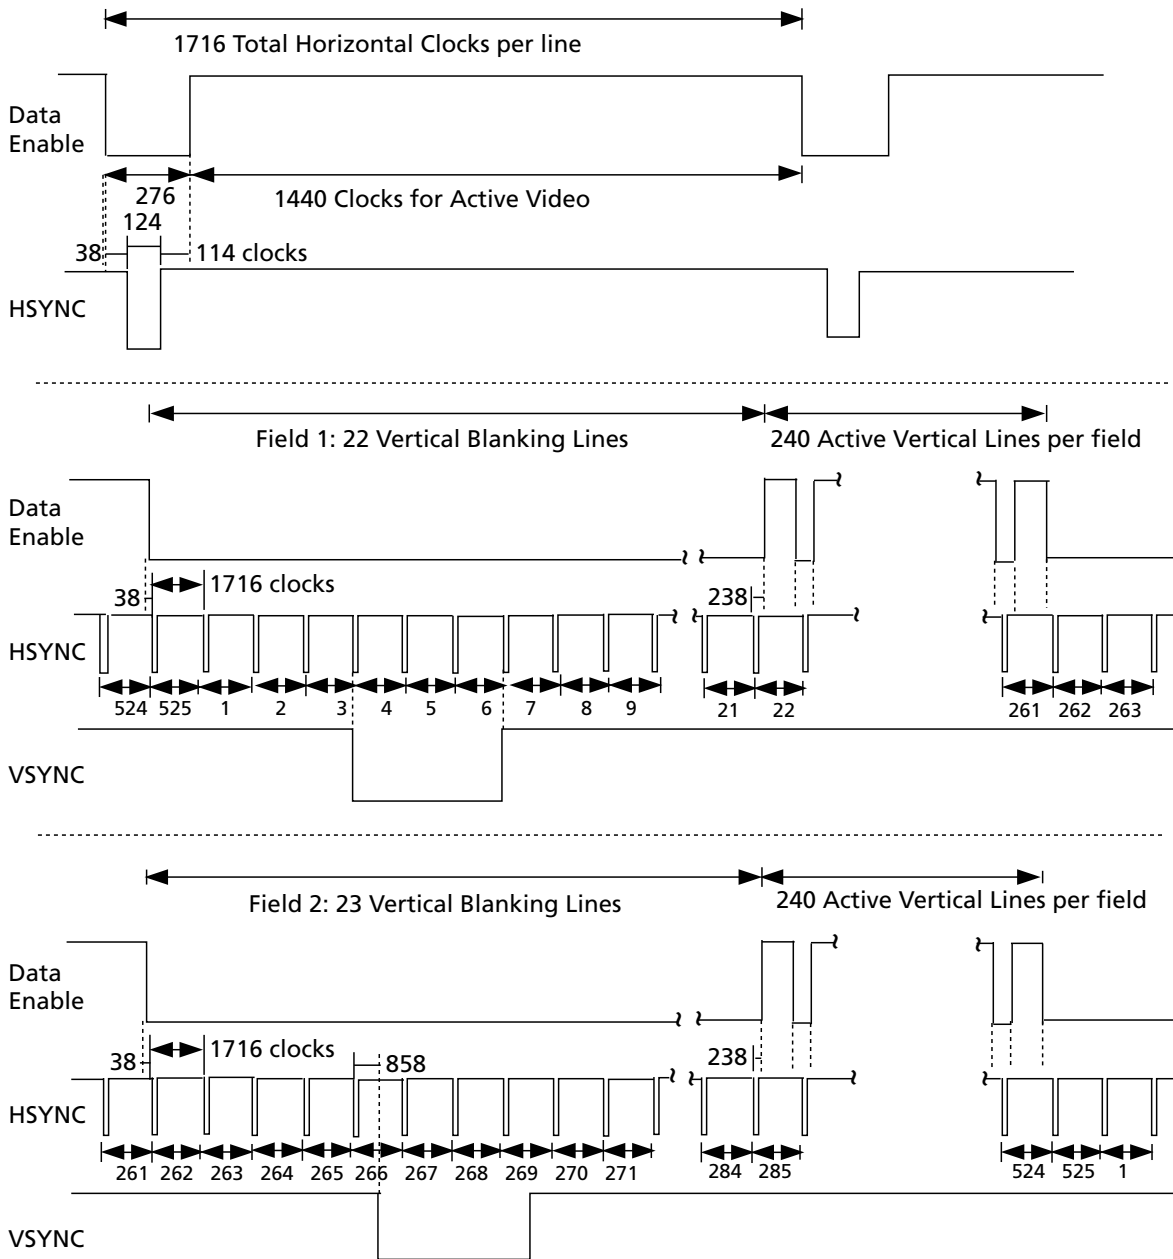 1716 Total Horizontal Clocks per line
Data
Enable
276
1440 Clocks for Active Video
124
38
114 clocks
HSYNC
Field 1: 22 Vertical Blanking Lines
240 Active Vertical Lines per field
Data
Enable
38
1716 clocks
238
HSYNC
524 525 1 2 3 4 5 6 7 8 9 21 22 261 262 263
VSYNC
Field 2: 23 Vertical Blanking Lines
240 Active Vertical Lines per field
Data
Enable
38
1716 clocks
858
238
HSYNC
261 262 263 264 265 266 267 268 269 270 271 284 285 524 525 1
VSYNC